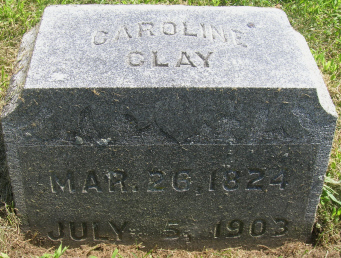 CAROLINE
CLAY
MAR. 26, 1824
JULY 5, 1903